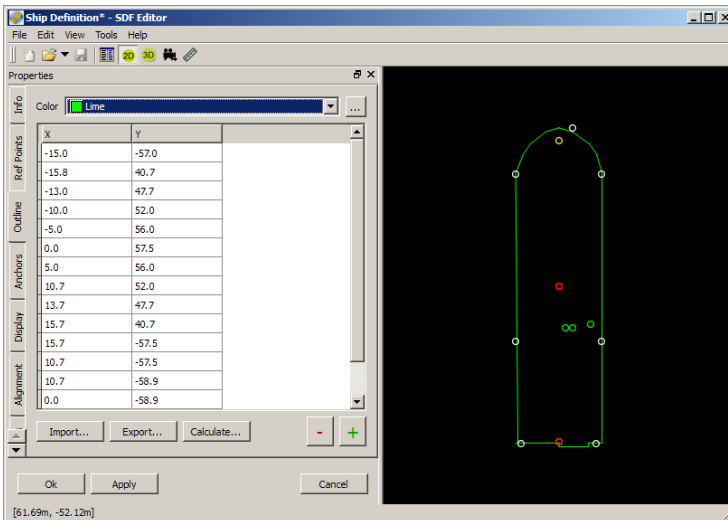 Ship Definition* - SDF Editor
File Edit View Tools Help
2D 3D
Properties
Info
Ref Points
Outline
Anchors
Display
Alignment
Color Lime ...
X Y
-15.0 -57.0
-15.8 40.7
-13.0 47.7
-10.0 52.0
-5.0 56.0
0.0 57.5
5.0 56.0
10.7 52.0
13.7 47.7
15.7 40.7
15.7 -57.5
10.7 -57.5
10.7 -58.9
0.0 -58.9
Import... Export... Calculate... - +
Ok Apply Cancel
[61.69m, -52.12m]